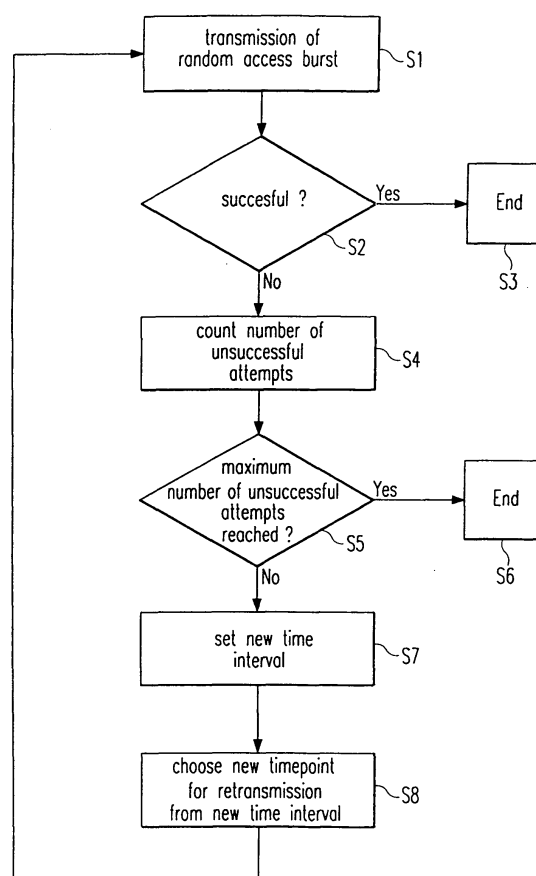 transmission of
random access burst
S1
succesful ?
Yes
S2
End
S3
No
count number of
unsuccessful
attempts
S4
maximum
number of unsuccessful
attempts
reached ?
Yes
S5
End
S6
No
set new time
interval
S7
choose new timepoint
for retransmission
from new time interval
S8